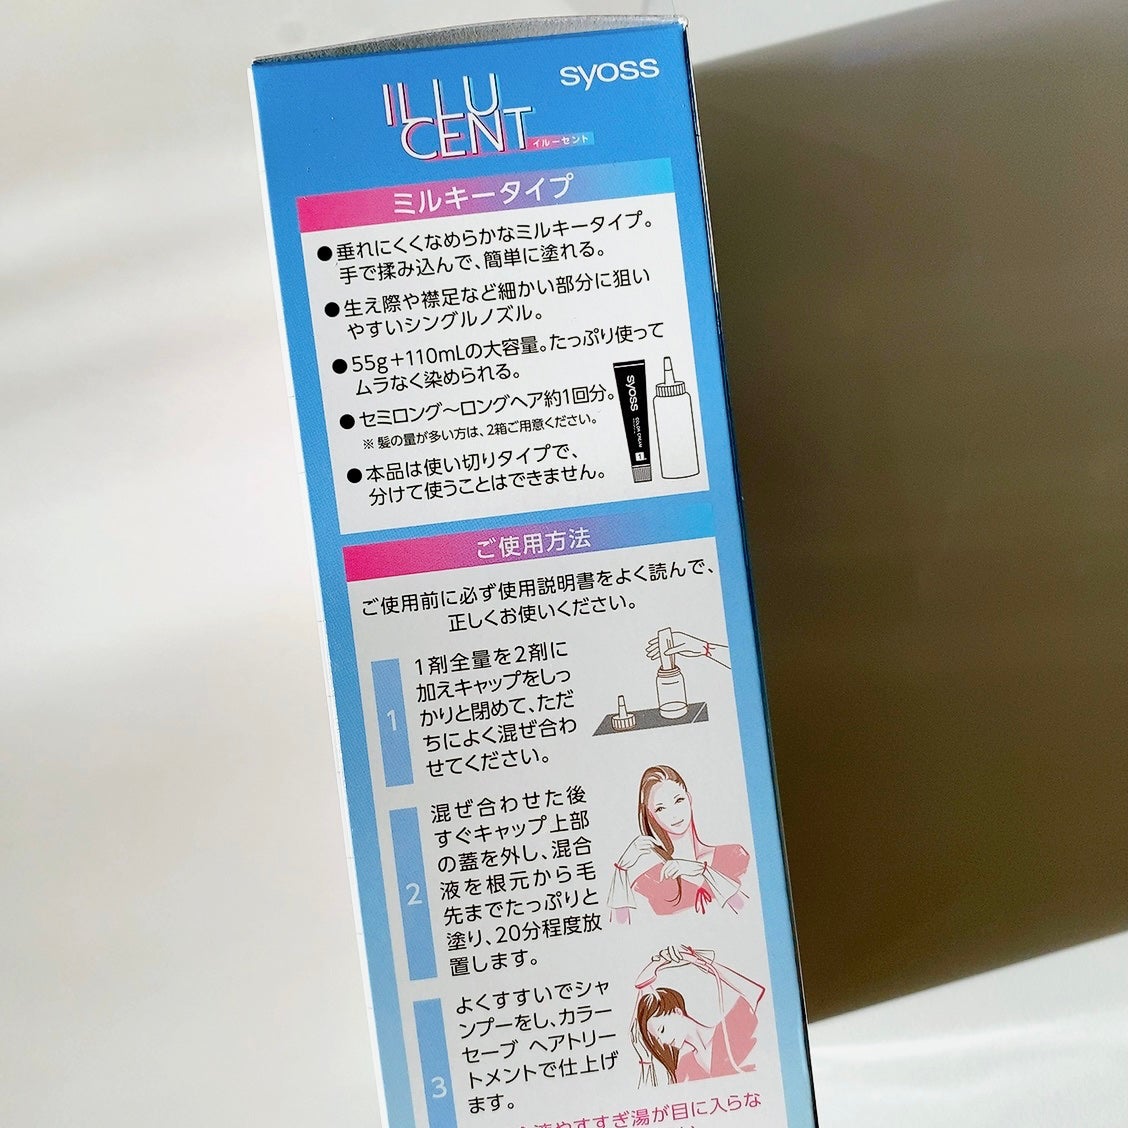 syoss
ILLU
CENT
イルーセント
ミルキータイプ
●垂れにくくなめらかなミルキータイプ。
手で揉み込んで、簡単に塗れる。
●生え際や襟足など細かい部分に狙い
やすいシングルノズル。
●55g+110mLの大容量。たっぷり使って
ムラなく染められる。
●セミロング〜ロングヘア約1回分。
※髪の量が多い方は、2箱ご用意ください。
●本品は使い切りタイプで、
分けて使うことはできません。
syoss
1
ご使用方法
ご使用前に必ず使用説明書をよく読んで、
正しくお使いください。
1
1剤全量を2剤に
加えキャップをしっ
かりと閉めて、ただ
ちによく混ぜ合わ
せてください。
2
混ぜ合わせた後
すぐキャップ上部
の蓋を外し、混合
液を根元から毛
先までたっぷりと
塗り、20分程度放
置します。
3
よくすすいでシャ
ンプーをし、カラー
セーブ ヘアトリー
トメントで仕上げ
ます。
液やすすぎ湯が目に入らな